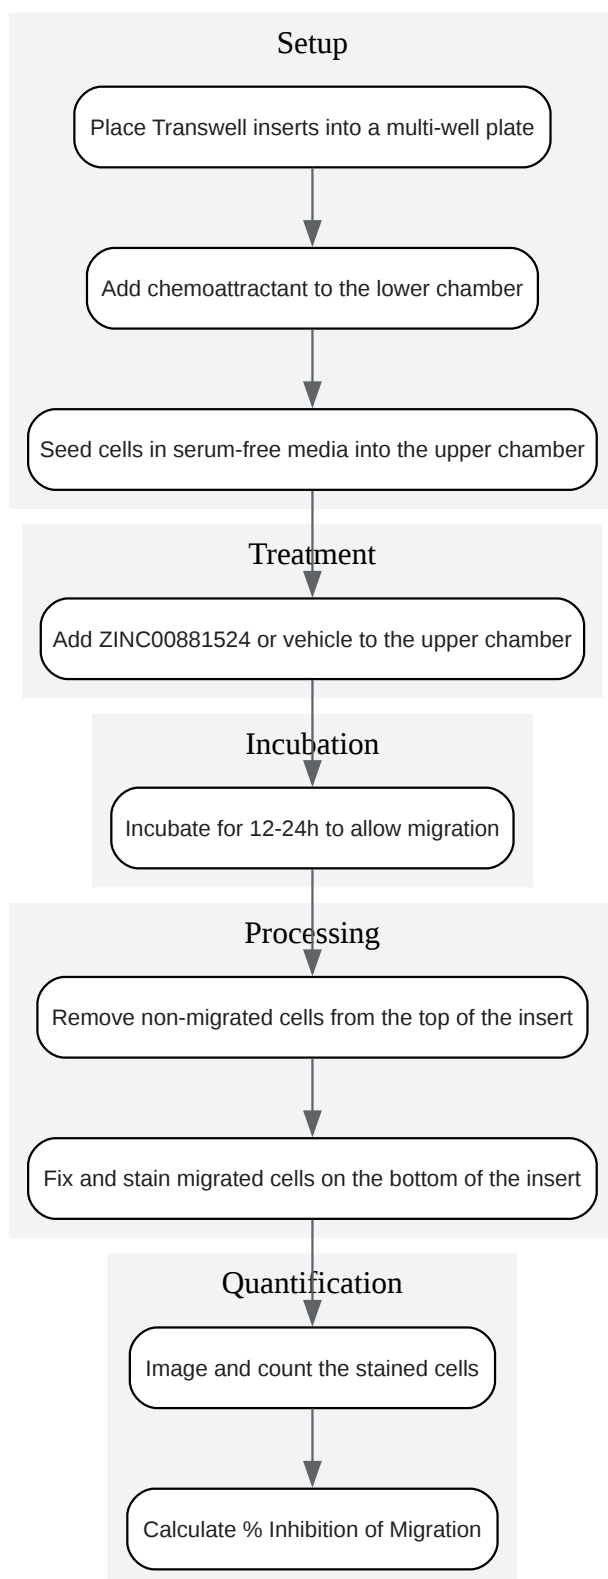 Setup
Place Transwell inserts into a multi-well plate
Add chemoattractant to the lower chamber
Seed cells in serum-free media into the upper chamber
Treatment
Add ZINC00881524 or vehicle to the upper chamber
Incubation
Incubate for 12-24h to allow migration
Processing
Remove non-migrated cells from the top of the insert
Fix and stain migrated cells on the bottom of the insert
Quantification
Image and count the stained cells
Calculate % Inhibition of Migration